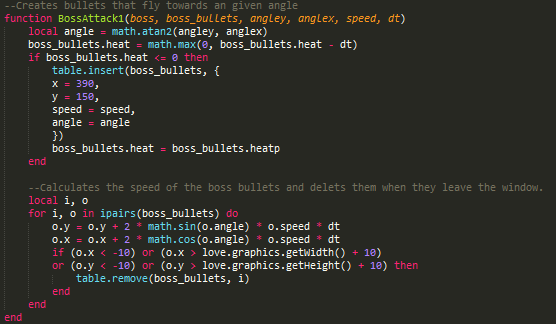 --Creates bullets that fly towards an given angle
function BossAttack1(boss, boss_bullets, angley, anglex, speed, dt)
    local angle = math.atan2(angley, anglex)
    boss_bullets.heat = math.max(0, boss_bullets.heat - dt)
    if boss_bullets.heat <= 0 then
        table.insert(boss_bullets, {
        x = 390,
        y = 150,
        speed = speed,
        angle = angle
        })
        boss_bullets.heat = boss_bullets.heatp
    end

    --Calculates the speed of the boss bullets and deletes them when they leave the window.
    local i, o
    for i, o in ipairs(boss_bullets) do
        o.y = o.y + 2 * math.sin(o.angle) * o.speed * dt
        o.x = o.x + 2 * math.cos(o.angle) * o.speed * dt
        if (o.x < -10) or (o.x > love.graphics.getWidth() + 10)
        or (o.y < -10) or (o.y > love.graphics.getHeight() + 10) then
            table.remove(boss_bullets, i)
        end
    end
end